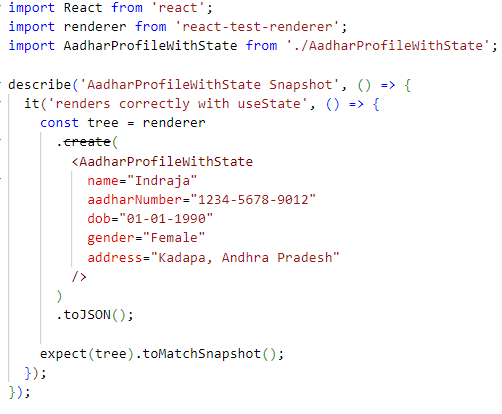 import React from 'react';
import renderer from 'react-test-renderer';
import AadharProfileWithState from './AadharProfileWithState';

describe('AadharProfileWithState Snapshot', () => {
  it('renders correctly with useState', () => {
    const tree = renderer
      .create(
        <AadharProfileWithState
          name="Indraja"
          aadharNumber="1234-5678-9012"
          dob="01-01-1990"
          gender="Female"
          address="Kadapa, Andhra Pradesh"
        />
      )
      .toJSON();

    expect(tree).toMatchSnapshot();
  });
});